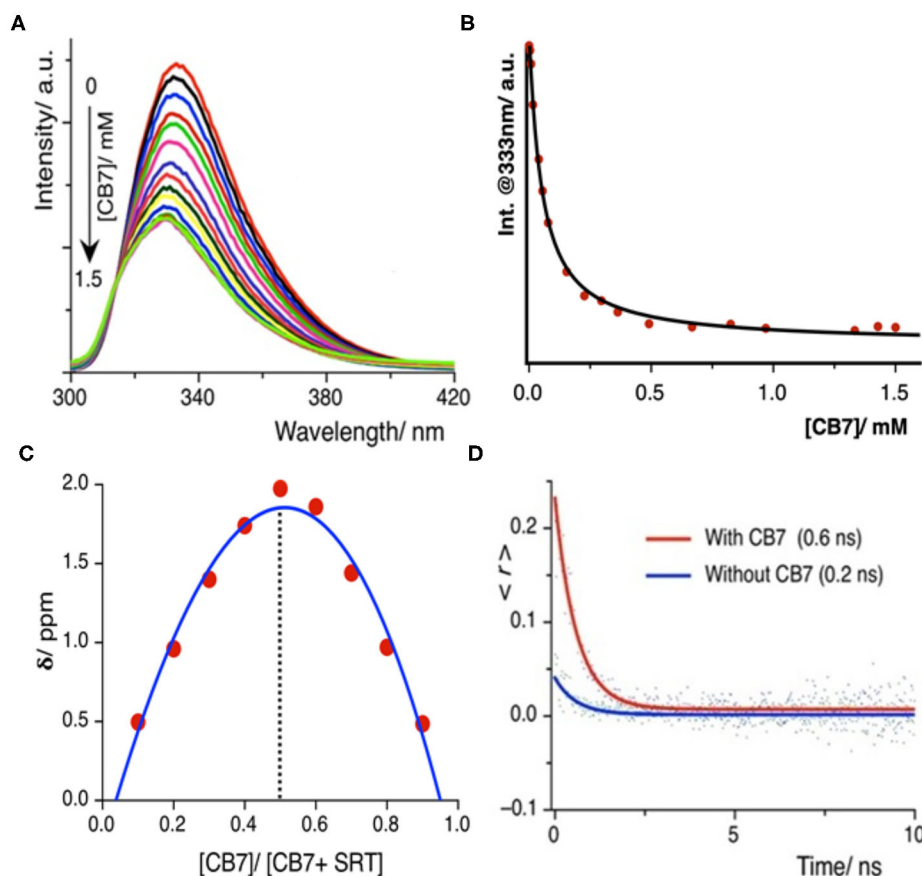 A
Intensity/ a.u.
0
[CB7]/ mM
1.5
300
340
380
420
Wavelength/ nm
B
Int. @333nm/ a.u.
0.0
0.5
1.0
1.5
[CB7]/ mM
C
δ/ ppm
2.0
1.5
1.0
0.5
0.0
0.0
0.2
0.4
0.6
0.8
1.0
[CB7]/ [CB7+ SRT]
D
< r >
0.2
0.1
0.0
−0.1
With CB7 (0.6 ns)
Without CB7 (0.2 ns)
0
5
10
Time/ ns